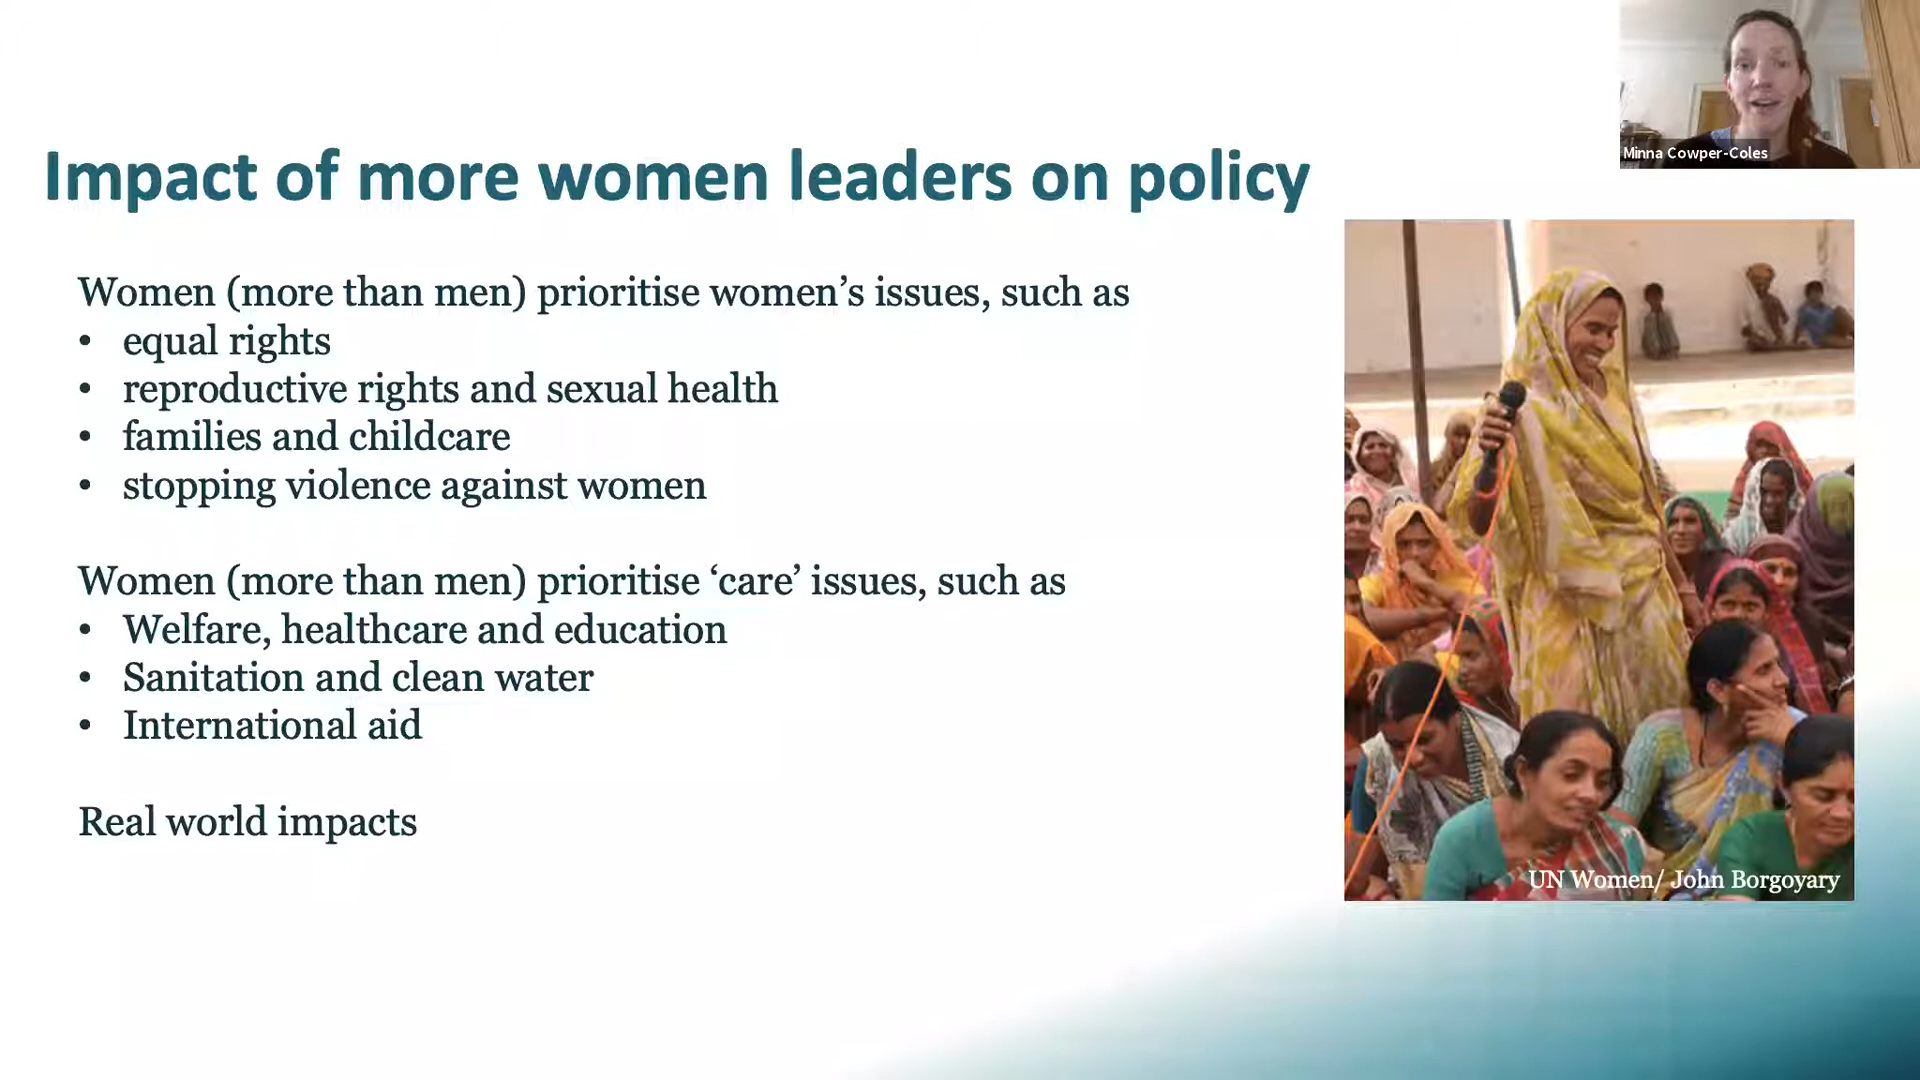 Minna Cowper-Coles
Impact of more women leaders on policy
Women (more than men) prioritise women’s issues, such as
• equal rights
• reproductive rights and sexual health
• families and childcare
• stopping violence against women
Women (more than men) prioritise ‘care’ issues, such as
• Welfare, healthcare and education
• Sanitation and clean water
• International aid
Real world impacts
UN Women/ John Borgoyary